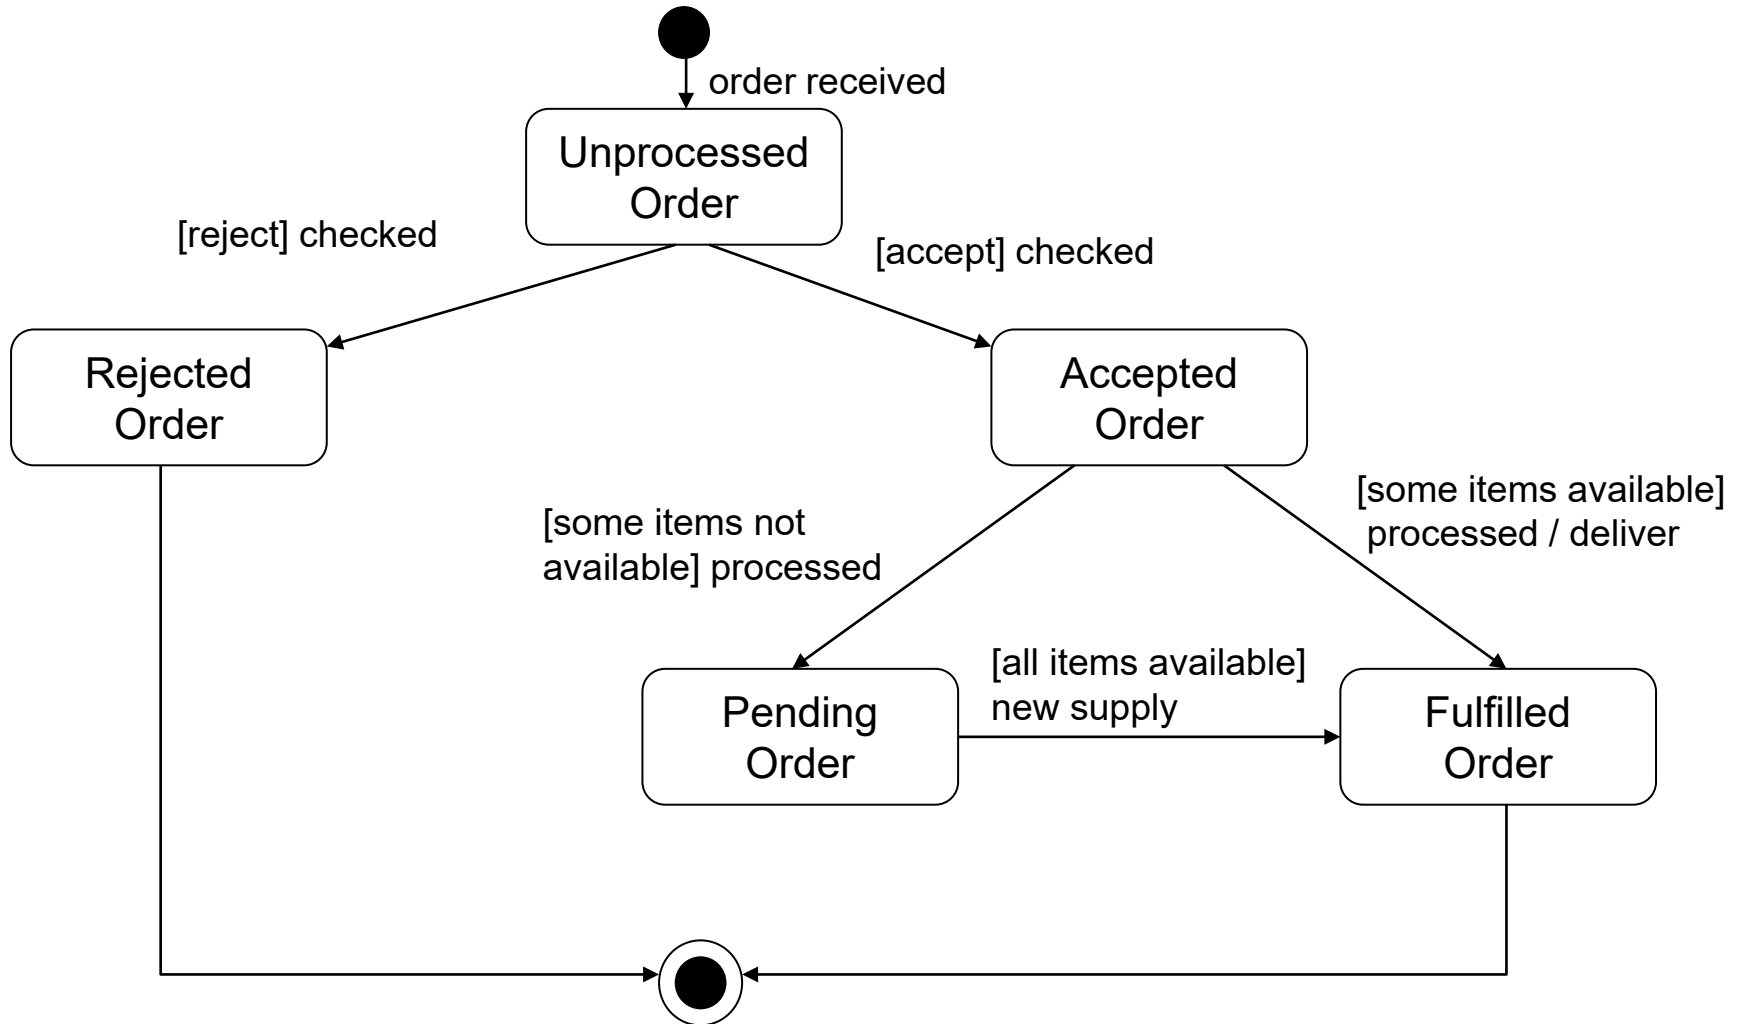 order received
Unprocessed
Order
[reject] checked
[accept] checked
Rejected
Order
Accepted
Order
[some items not
available] processed
[some items available]
processed / deliver
[all items available]
new supply
Pending
Order
Fulfilled
Order